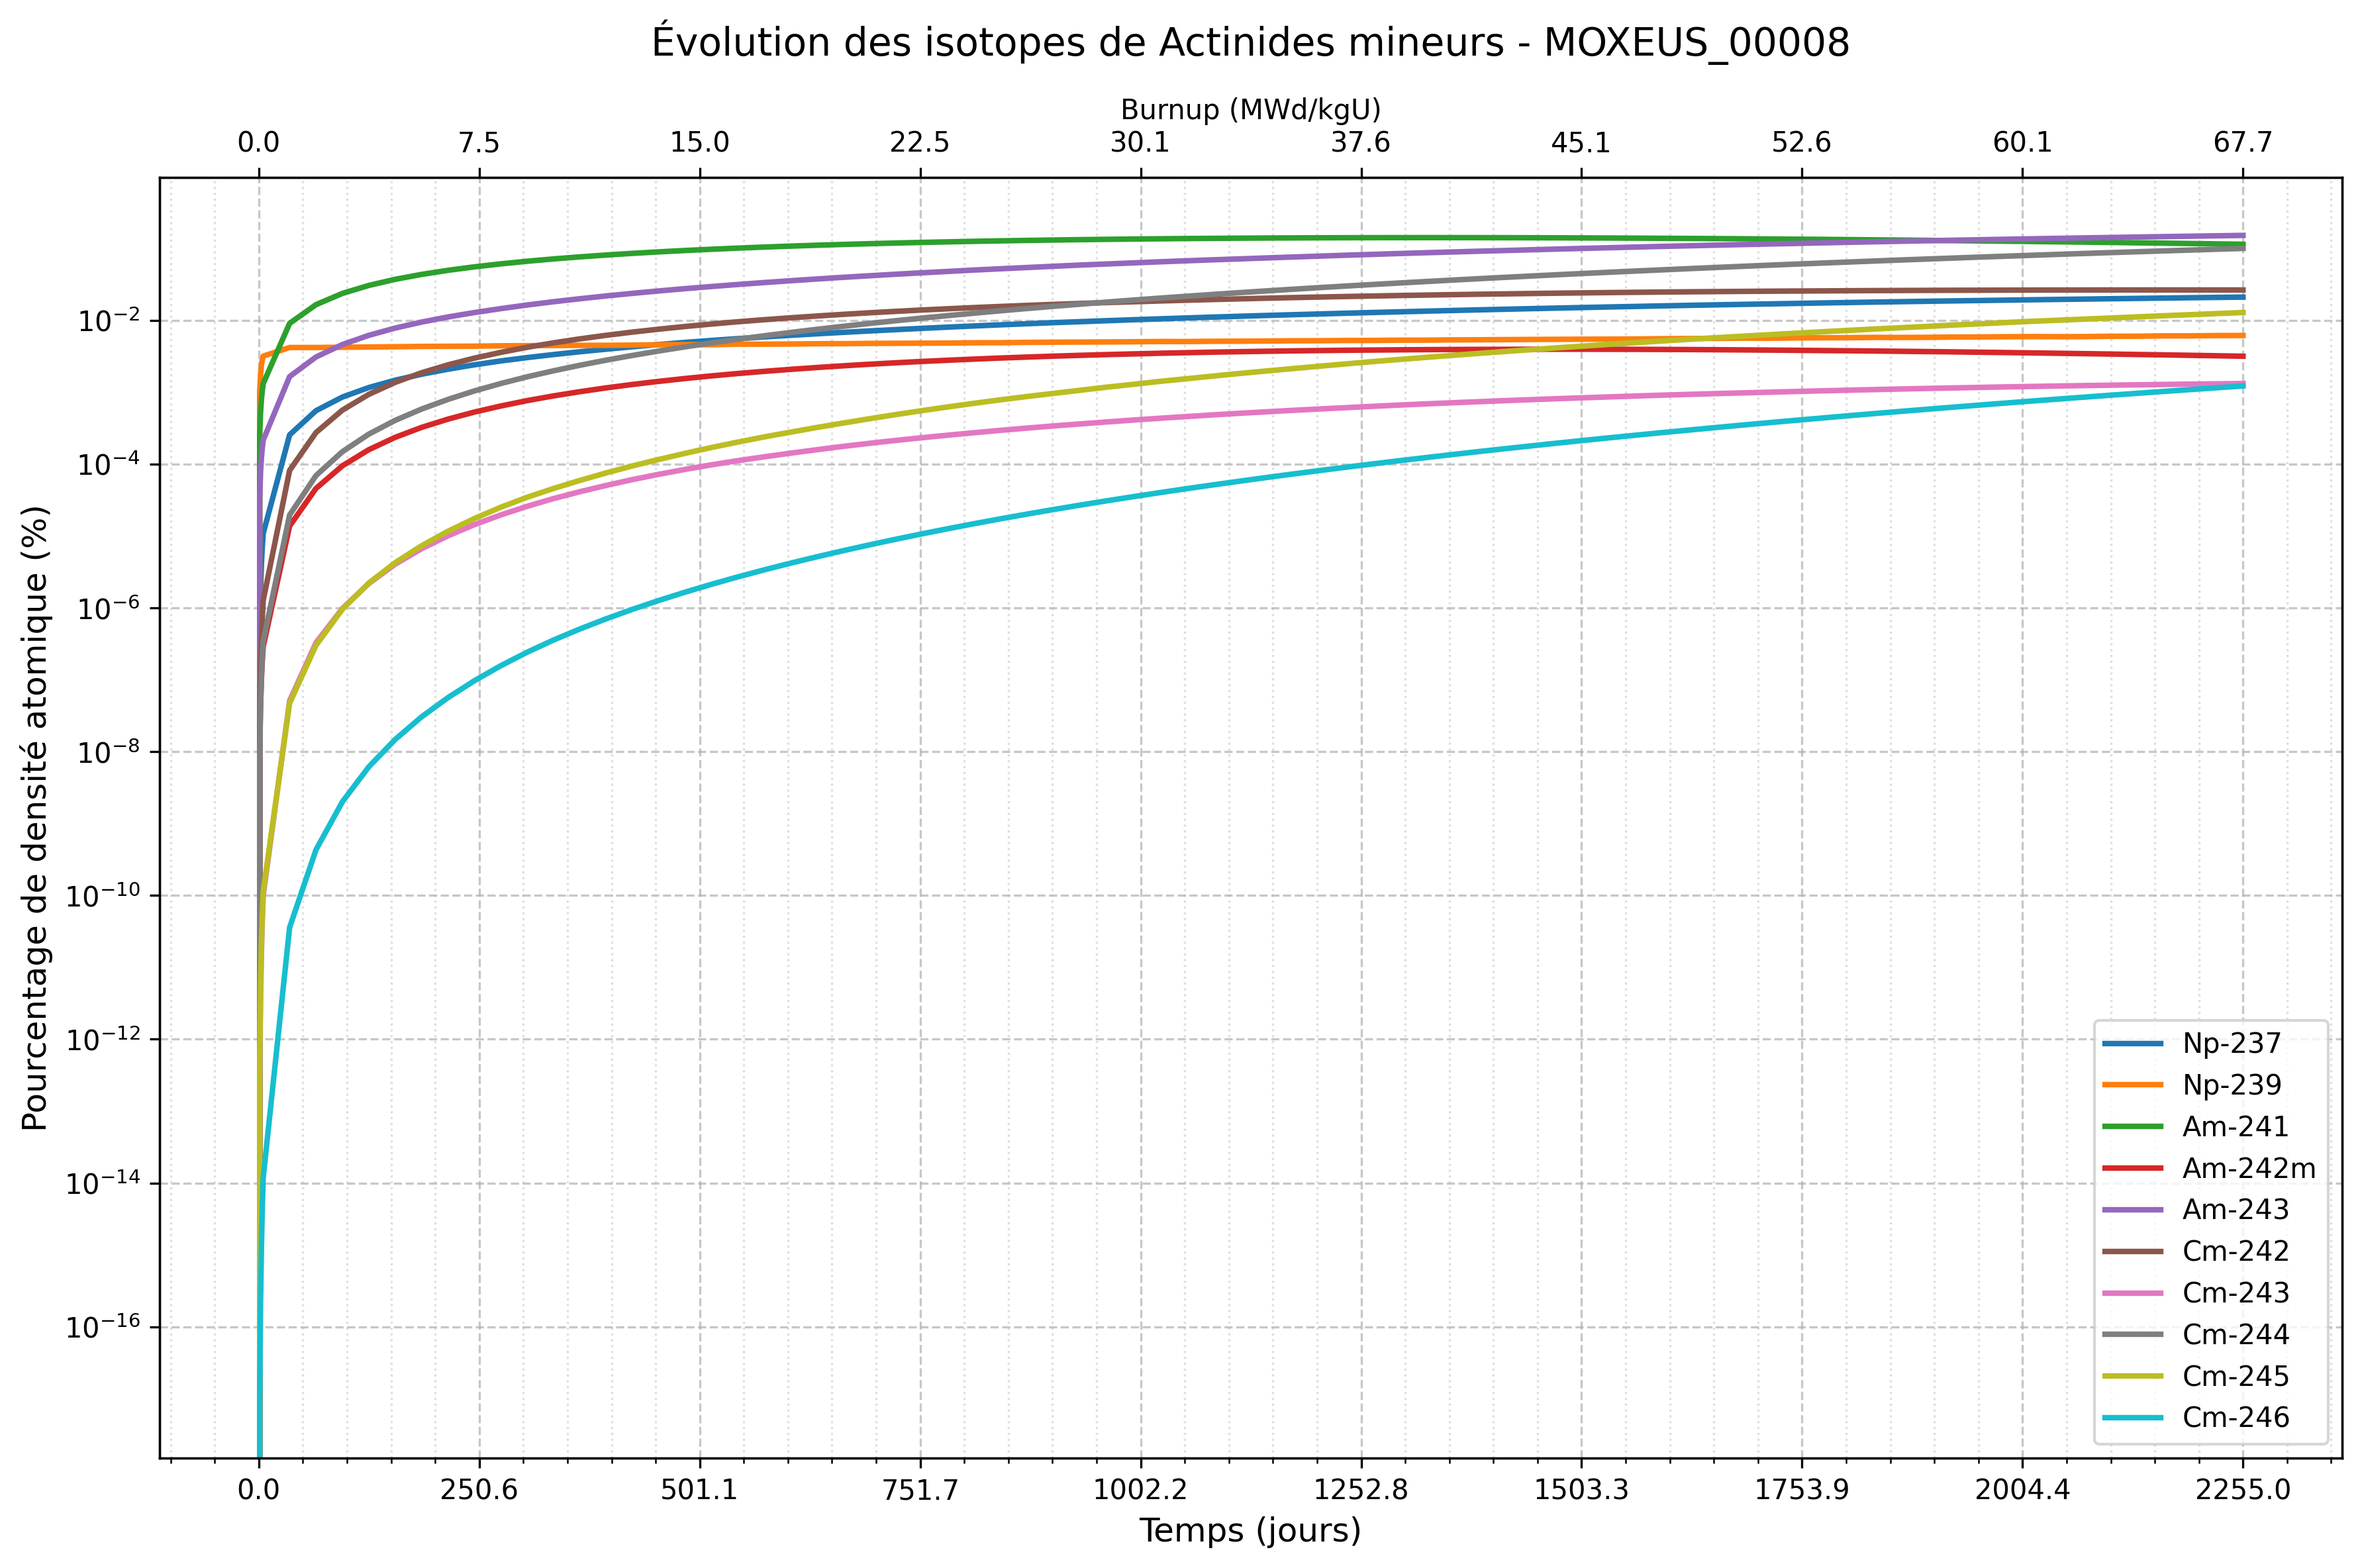 Évolution des isotopes de Actinides mineurs - MOXEUS_00008
Burnup (MWd/kgU)
0.0 7.5 15.0 22.5 30.1 37.6 45.1 52.6 60.1 67.7
Pourcentage de densité atomique (%)
10⁻²
10⁻⁴
10⁻⁶
10⁻⁸
10⁻¹⁰
10⁻¹²
10⁻¹⁴
10⁻¹⁶
Np-237
Np-239
Am-241
Am-242m
Am-243
Cm-242
Cm-243
Cm-244
Cm-245
Cm-246
0.0 250.6 501.1 751.7 1002.2 1252.8 1503.3 1753.9 2004.4 2255.0
Temps (jours)